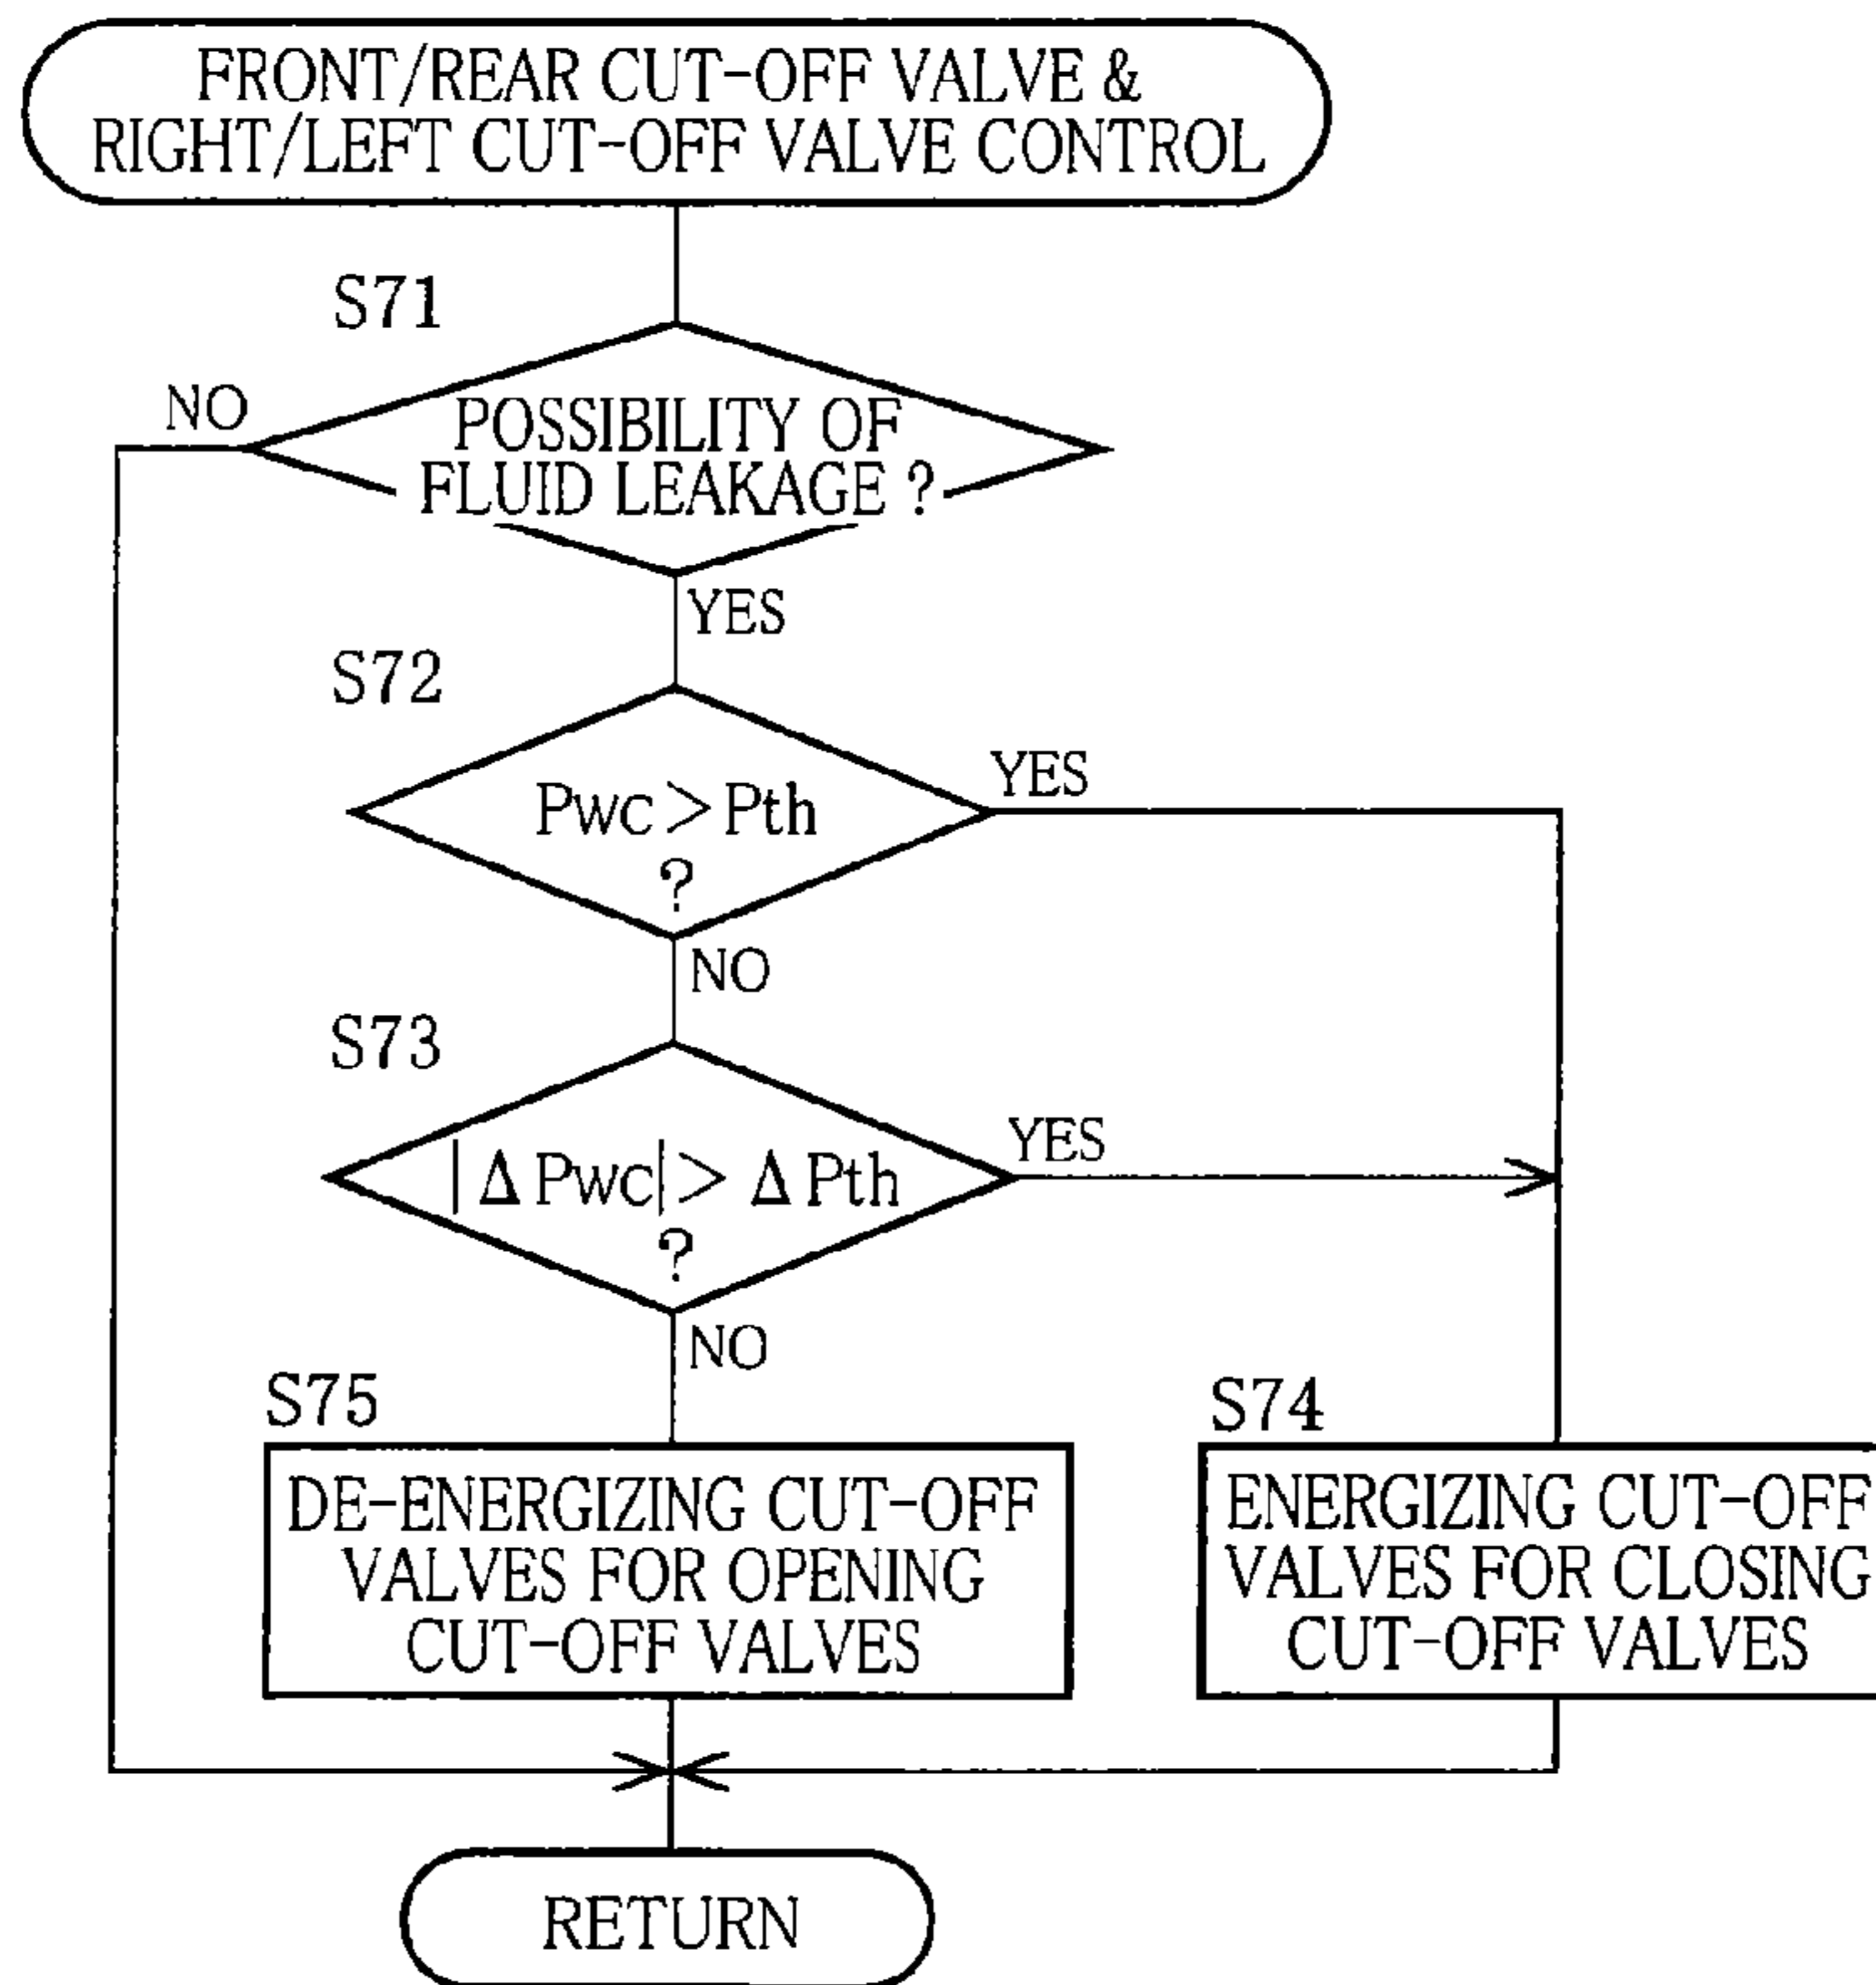 FRONT/REAR CUT-OFF VALVE &
RIGHT/LEFT CUT-OFF VALVE CONTROL
S71
NO
POSSIBILITY OF
FLUID LEAKAGE ?
YES
S72
Pwc > Pth
?
YES
NO
S73
|Δ Pwc| > Δ Pth
?
YES
NO
S75
DE-ENERGIZING CUT-OFF
VALVES FOR OPENING
CUT-OFF VALVES
S74
ENERGIZING CUT-OFF
VALVES FOR CLOSING
CUT-OFF VALVES
RETURN